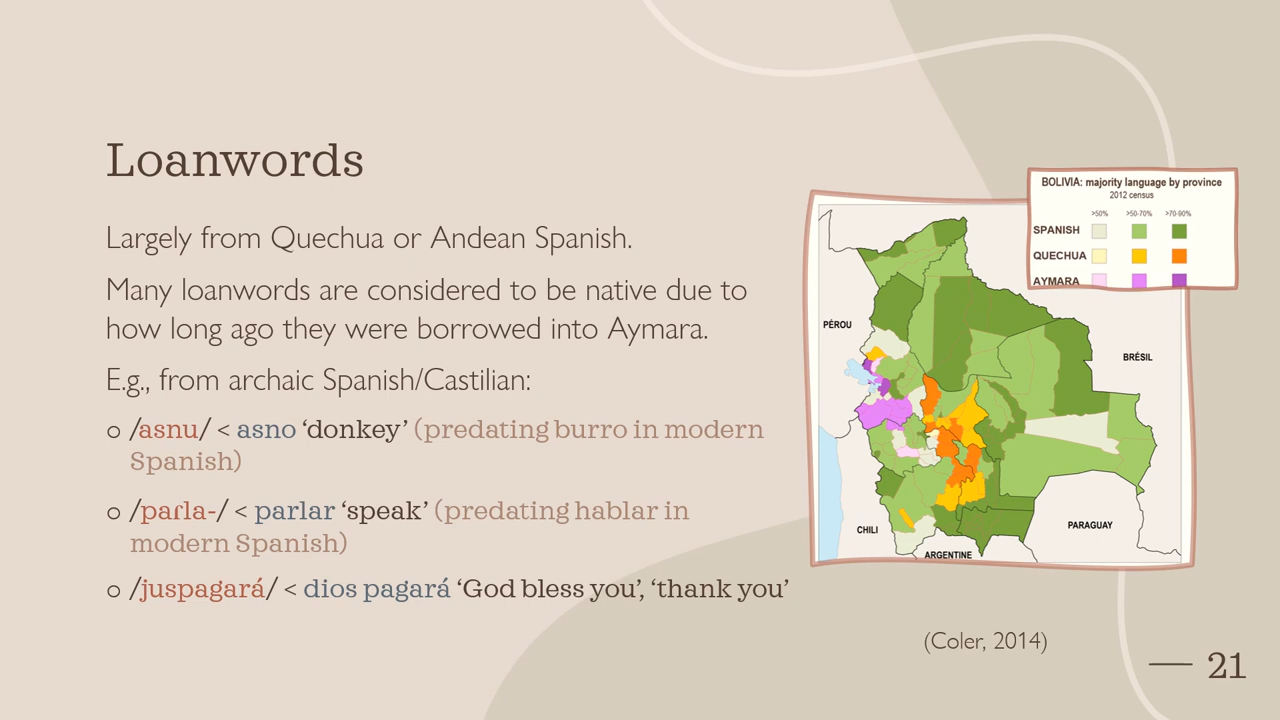 Loanwords
Largely from Quechua or Andean Spanish.
Many loanwords are considered to be native due to
how long ago they were borrowed into Aymara.
E.g., from archaic Spanish/Castilian:
o /asnu/ < asno ‘donkey’ (predating burro in modern
Spanish)
o /paɾla-/ < parlar ‘speak’ (predating hablar in
modern Spanish)
o /juspagará/ < dios pagará ‘God bless you’, ‘thank you’
BOLIVIA: majority language by province
2012 census
>50% >50-70% >70-90%
SPANISH
QUECHUA
AYMARA
PÉROU
BRÉSIL
CHILI
PARAGUAY
ARGENTINE
(Coler, 2014)
21